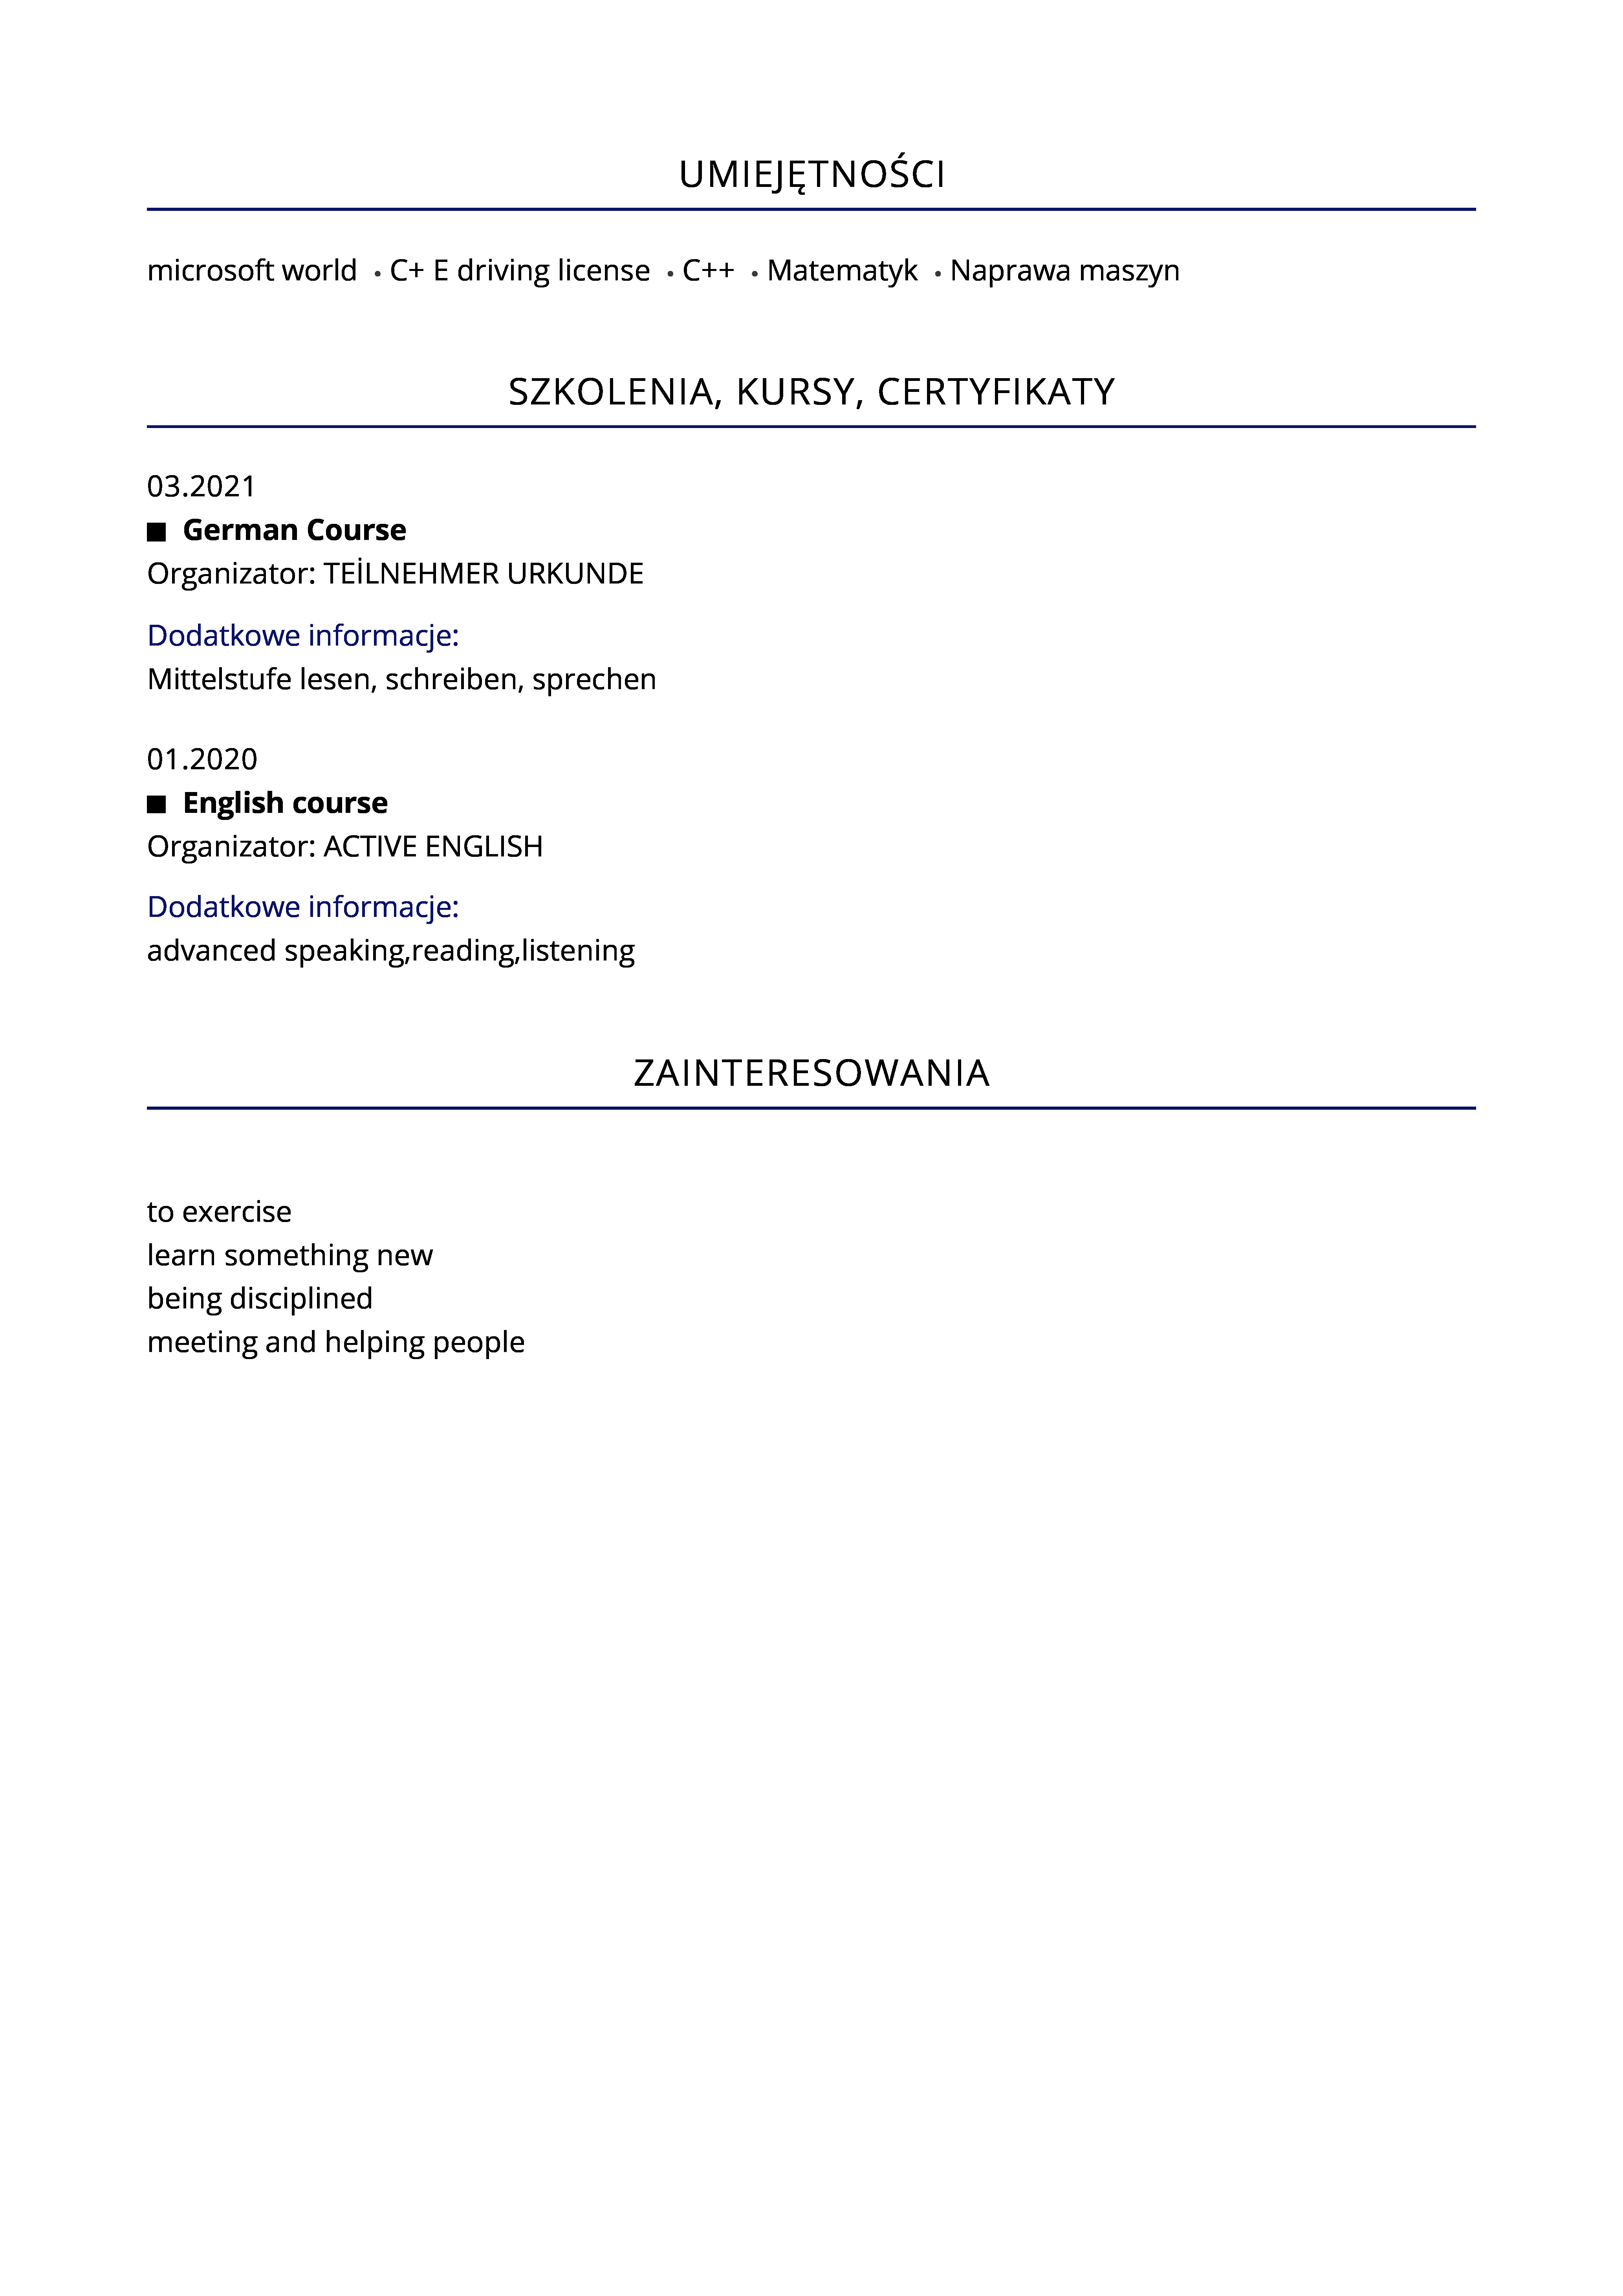 UMIEJĘTNOŚCI
microsoft world • C+ E driving license • C++ • Matematyk • Naprawa maszyn
SZKOLENIA, KURSY, CERTYFIKATY
03.2021
■ German Course
Organizator: TEİLNEHMER URKUNDE
Dodatkowe informacje:
Mittelstufe lesen, schreiben, sprechen
01.2020
■ English course
Organizator: ACTIVE ENGLISH
Dodatkowe informacje:
advanced speaking,reading,listening
ZAINTERESOWANIA
to exercise
learn something new
being disciplined
meeting and helping people